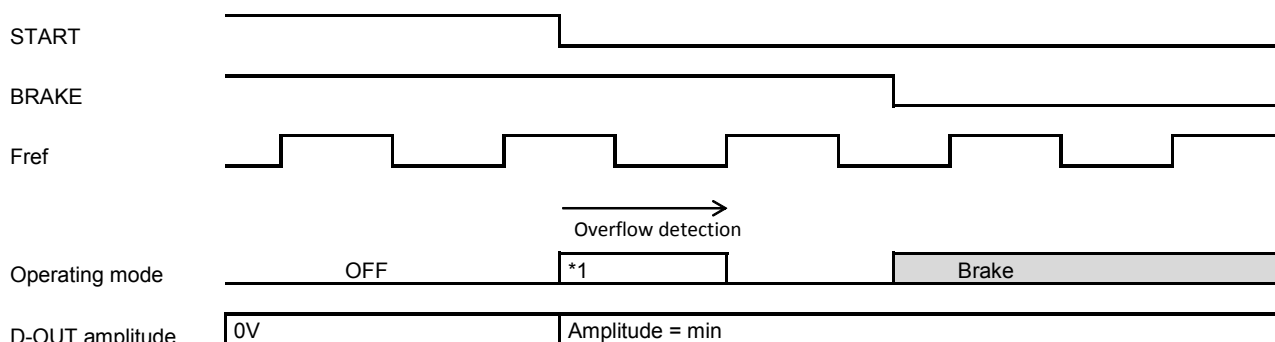 START
BRAKE
Fref
Overflow detection
Operating mode OFF *1 Brake
D-OUT amplitude 0V Amplitude = min